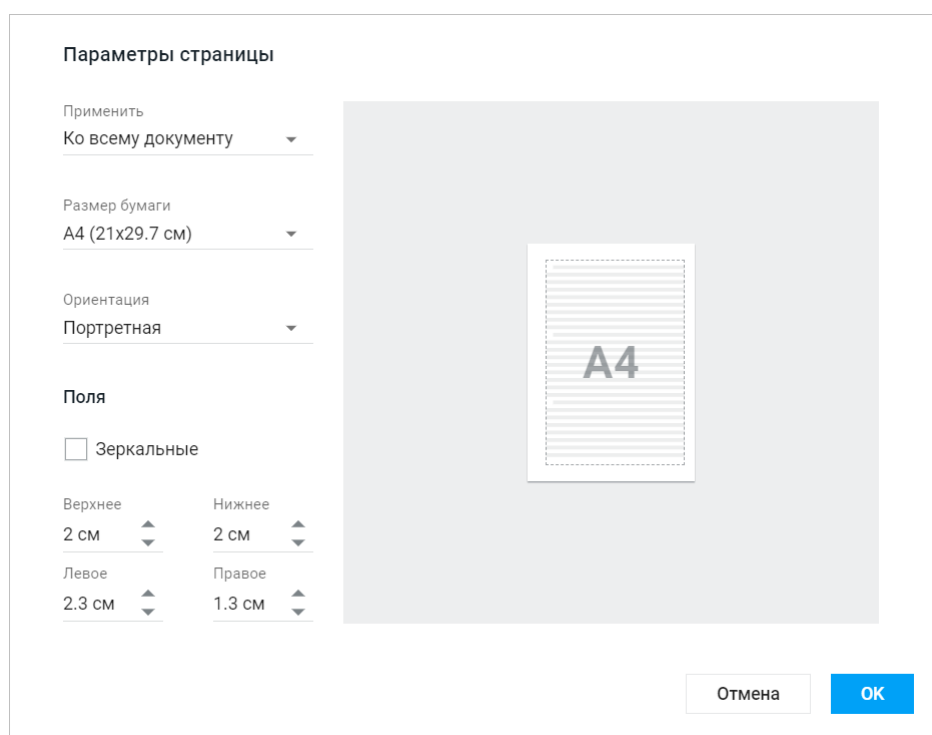 Параметры страницы
Применить
Ко всему документу
Размер бумаги
A4 (21x29.7 см)
Ориентация
Портретная
Поля
Зеркальные
Верхнее Нижнее
2 см 2 см
Левое Правое
2.3 см 1.3 см
A4
Отмена OK